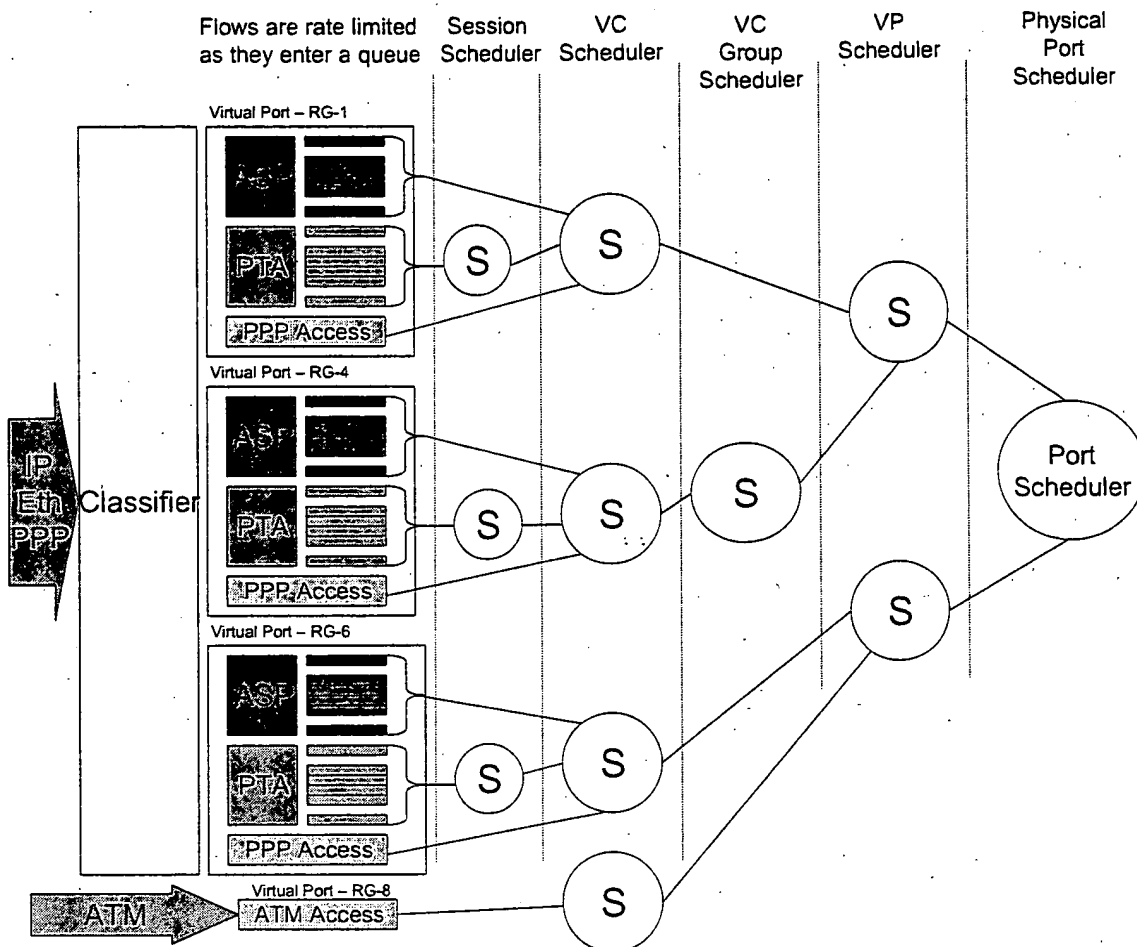 Flows are rate limited
as they enter a queue
Session
Scheduler
VC
Scheduler
VC
Group
Scheduler
VP
Scheduler
Physical
Port
Scheduler
Virtual Port – RG-1
ASP
PTA
PPP Access
S
S
S
Virtual Port – RG-4
ASP
PTA
PPP Access
S
S
S
IP
Eth
PPP
Classifier
Port
Scheduler
Virtual Port – RG-6
ASP
PTA
PPP Access
S
S
S
Virtual Port – RG-8
ATM
ATM Access
S